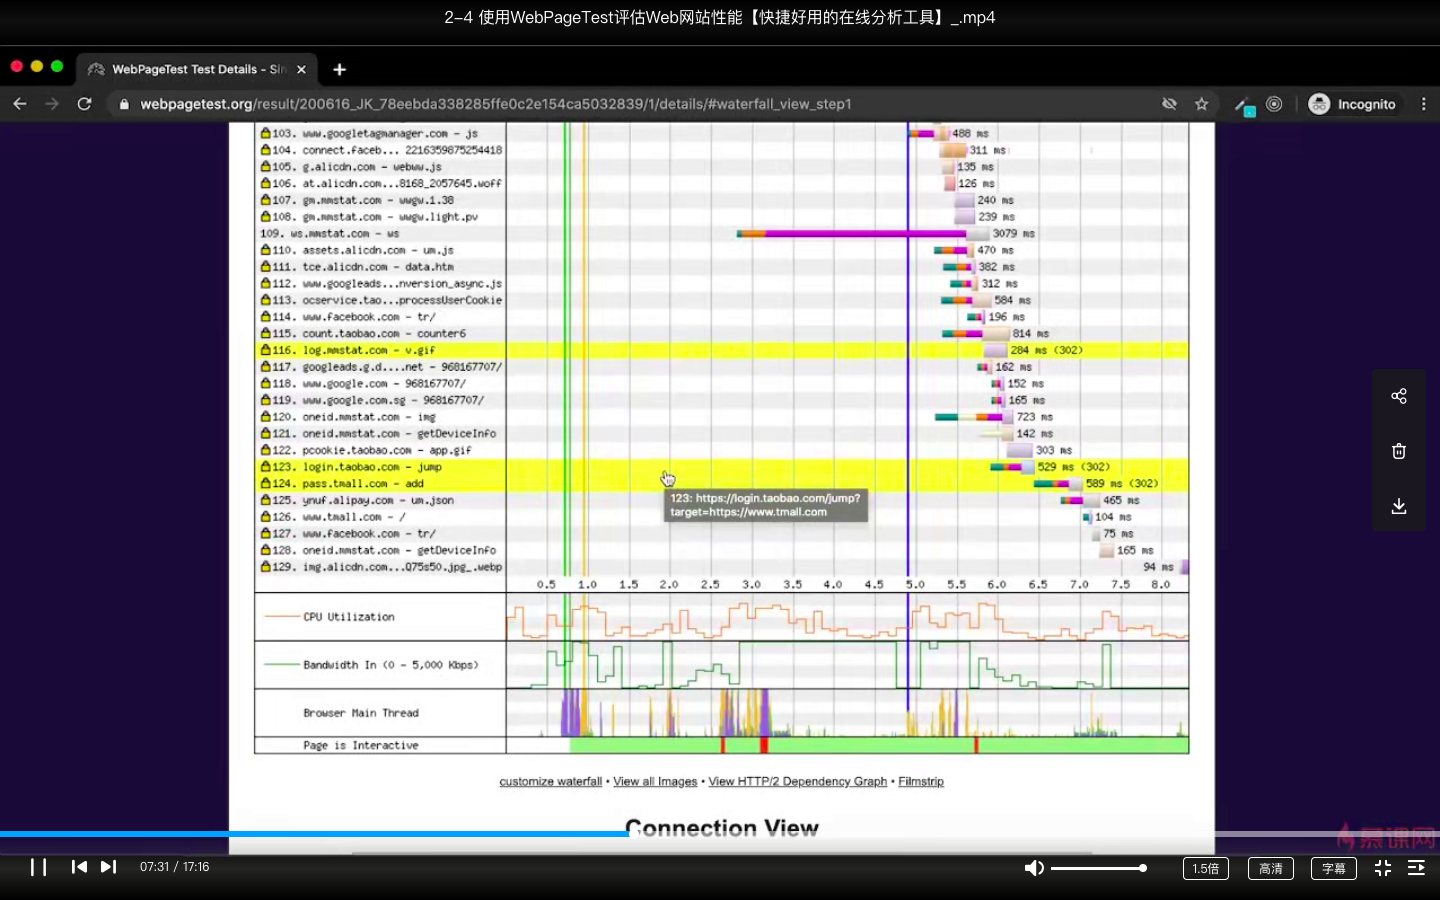 2-4 使用WebPageTest评估Web网站性能【快捷好用的在线分析工具】_.mp4
WebPageTest Test Details - Sin
webpagetest.org/result/200616_JK_78eebda338285ffe0c2e154ca5032839/1/details/#waterfall_view_step1
Incognito
103. www.googletagmanager.com - js 488 ms
104. connect.faceb... 2216359875254418 311 ms
105. g.alicdn.com - webww.js 135 ms
106. at.alicdn.com...8168_2057645.woff 126 ms
107. gm.mmstat.com - wwgw.1.38 240 ms
108. gm.mmstat.com - wwgw.light.pv 239 ms
109. ws.mmstat.com - ws 3079 ms
110. assets.alicdn.com - um.js 470 ms
111. tce.alicdn.com - data.htm 382 ms
112. www.googleads...nversion_async.js 312 ms
113. ocservice.tao...processUserCookie 584 ms
114. www.facebook.com - tr/ 196 ms
115. count.taobao.com - counter6 814 ms
116. log.mmstat.com - v.gif 284 ms (302)
117. googleads.g.d....net - 968167707/ 162 ms
118. www.google.com - 968167707/ 152 ms
119. www.google.com.sg - 968167707/ 165 ms
120. oneid.mmstat.com - img 723 ms
121. oneid.mmstat.com - getDeviceInfo 142 ms
122. pcookie.taobao.com - app.gif 303 ms
123. login.taobao.com - jump 529 ms (302)
124. pass.tmall.com - add 589 ms (302)
123: https://login.taobao.com/jump?
target=https://www.tmall.com
125. ynuf.alipay.com - um.json 465 ms
126. www.tmall.com - / 104 ms
127. www.facebook.com - tr/ 75 ms
128. oneid.mmstat.com - getDeviceInfo 165 ms
129. img.alicdn.com...Q75s50.jpg_.webp 94 ms
0.5 1.0 1.5 2.0 2.5 3.0 3.5 4.0 4.5 5.0 5.5 6.0 6.5 7.0 7.5 8.0
CPU Utilization
Bandwidth In (0 - 5,000 Kbps)
Browser Main Thread
Page is Interactive
customize waterfall • View all Images • View HTTP/2 Dependency Graph • Filmstrip
Connection View
慕课网
07:31 / 17:16
1.5倍
高清
字幕